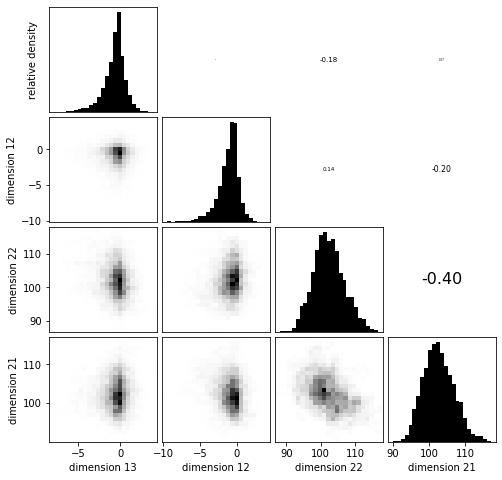 relative density
-0.18
dimension 12
0
−5
−10
0.14
-0.20
dimension 22
110
100
90
-0.40
dimension 21
110
100
−5
0
−10
−5
0
90
100
110
90
100
110
dimension 13
dimension 12
dimension 22
dimension 21